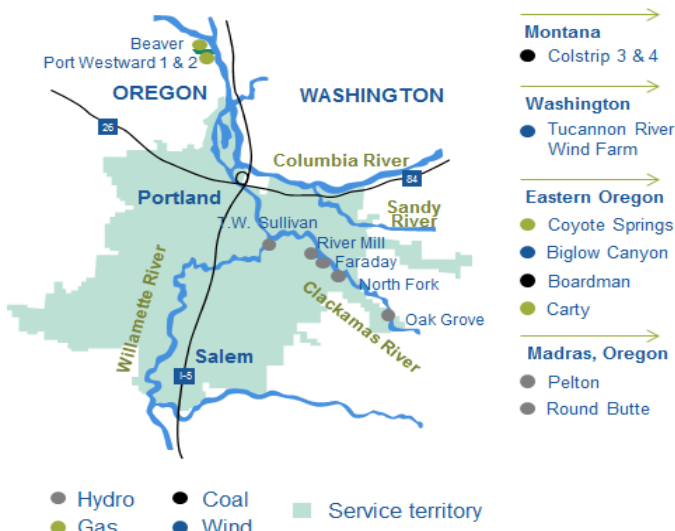 Beaver
Port Westward 1 & 2
OREGON
WASHINGTON
26
Columbia River
84
Portland
Sandy
River
T.W. Sullivan
River Mill
Faraday
North Fork
Willamette River
Clackamas River
Oak Grove
Salem
I-5
Montana
Colstrip 3 & 4
Washington
Tucannon River
Wind Farm
Eastern Oregon
Coyote Springs
Biglow Canyon
Boardman
Carty
Madras, Oregon
Pelton
Round Butte
Hydro
Coal
Service territory
Gas
Wind